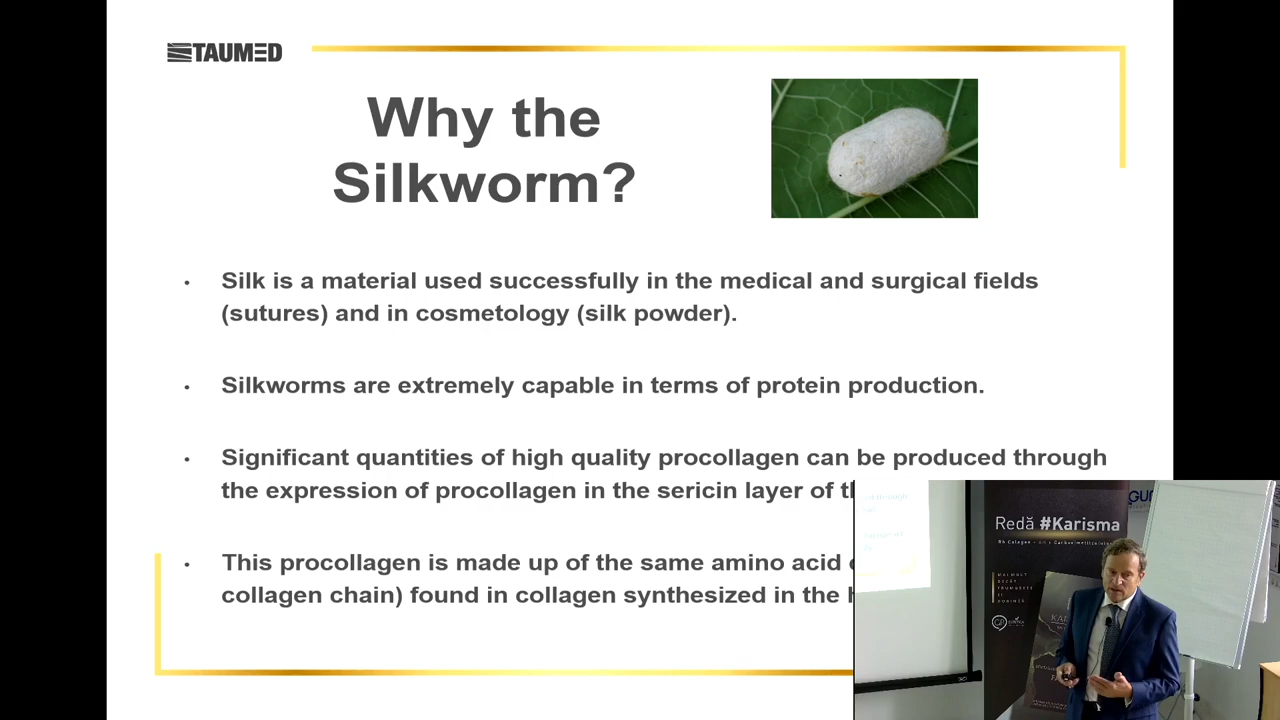 TAUMED
Why the
Silkworm?
• Silk is a material used successfully in the medical and surgical fields
(sutures) and in cosmetology (silk powder).
• Silkworms are extremely capable in terms of protein production.
• Significant quantities of high quality procollagen can be produced through
the expression of procollagen in the sericin layer of
• This procollagen is made up of the same amino acid
collagen chain) found in collagen synthesized in the
Redă #Karisma